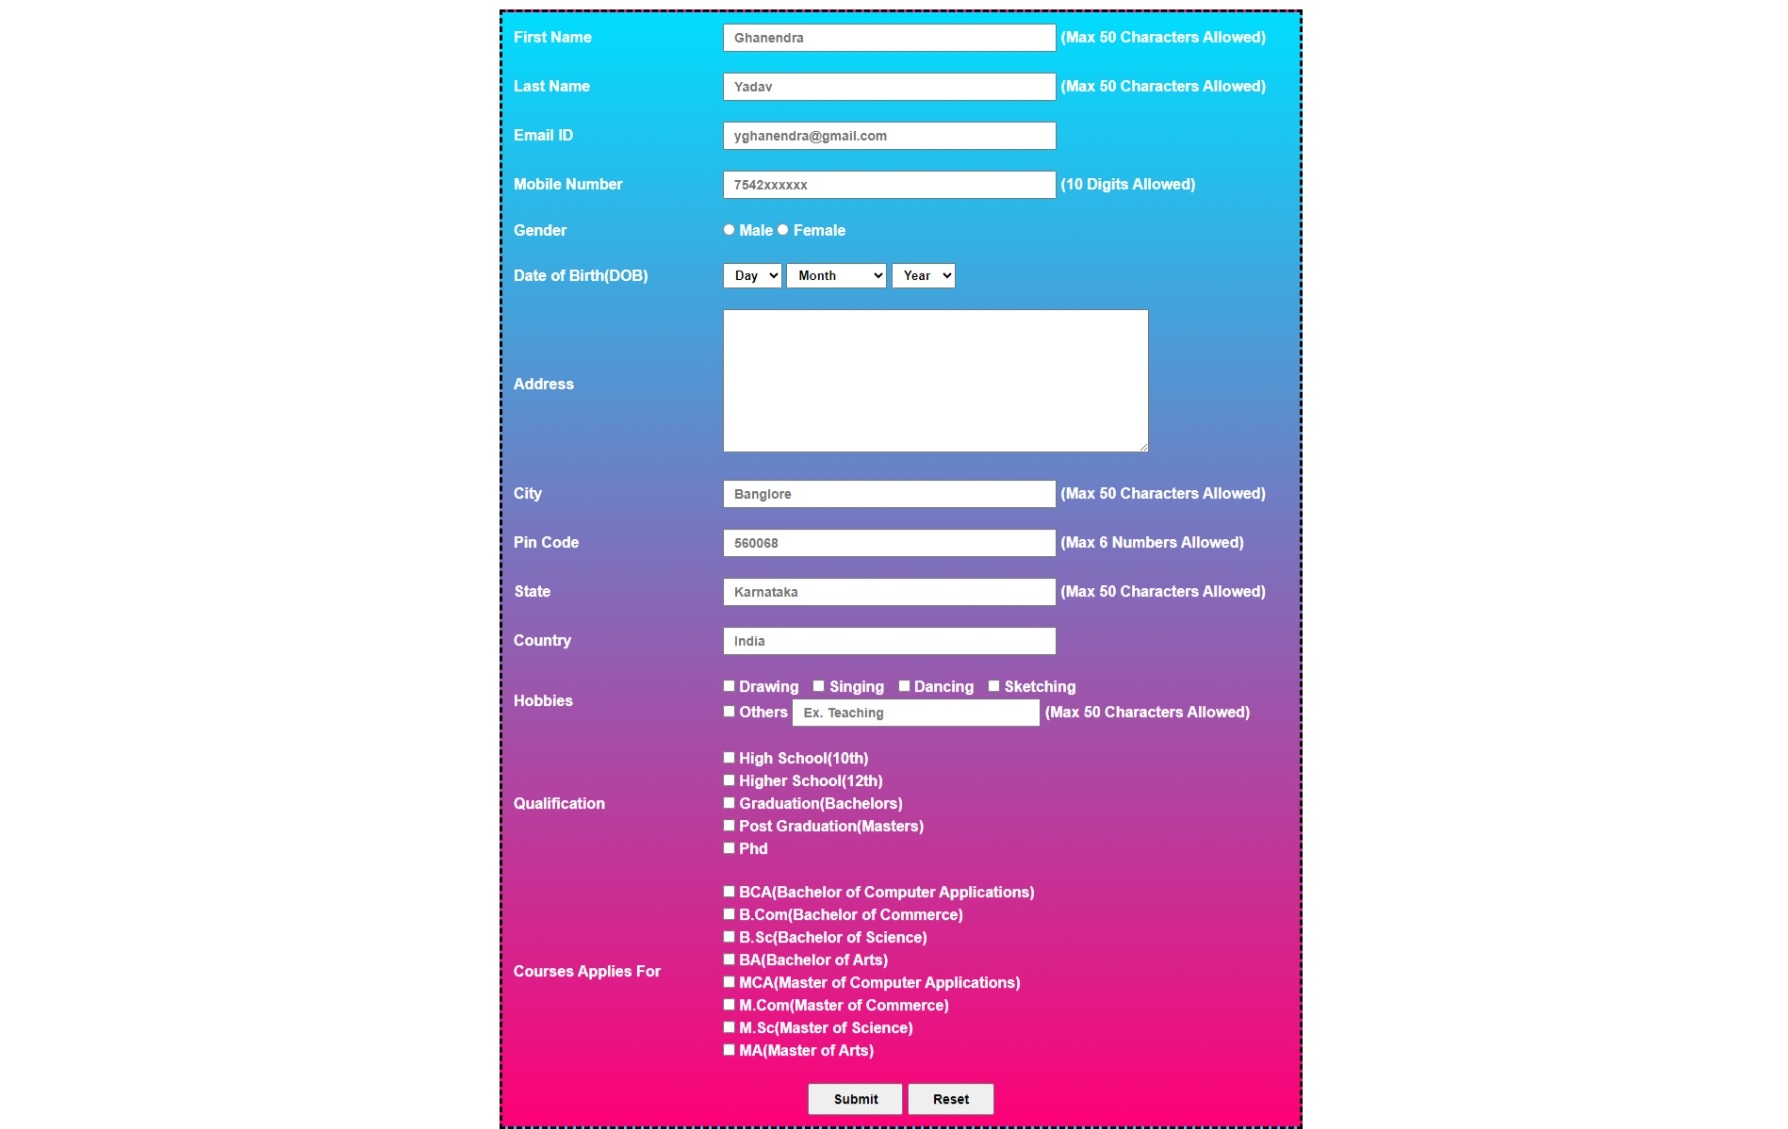 First Name Ghanendra (Max 50 Characters Allowed)
Last Name Yadav (Max 50 Characters Allowed)
Email ID yghanendra@gmail.com
Mobile Number 7542xxxxxx (10 Digits Allowed)
Gender Male Female
Date of Birth(DOB) Day Month Year
Address
City Banglore (Max 50 Characters Allowed)
Pin Code 560068 (Max 6 Numbers Allowed)
State Karnataka (Max 50 Characters Allowed)
Country India
Hobbies
Drawing Singing Dancing Sketching
Others Ex. Teaching (Max 50 Characters Allowed)
Qualification
High School(10th)
Higher School(12th)
Graduation(Bachelors)
Post Graduation(Masters)
Phd
Courses Applies For
BCA(Bachelor of Computer Applications)
B.Com(Bachelor of Commerce)
B.Sc(Bachelor of Science)
BA(Bachelor of Arts)
MCA(Master of Computer Applications)
M.Com(Master of Commerce)
M.Sc(Master of Science)
MA(Master of Arts)
Submit Reset